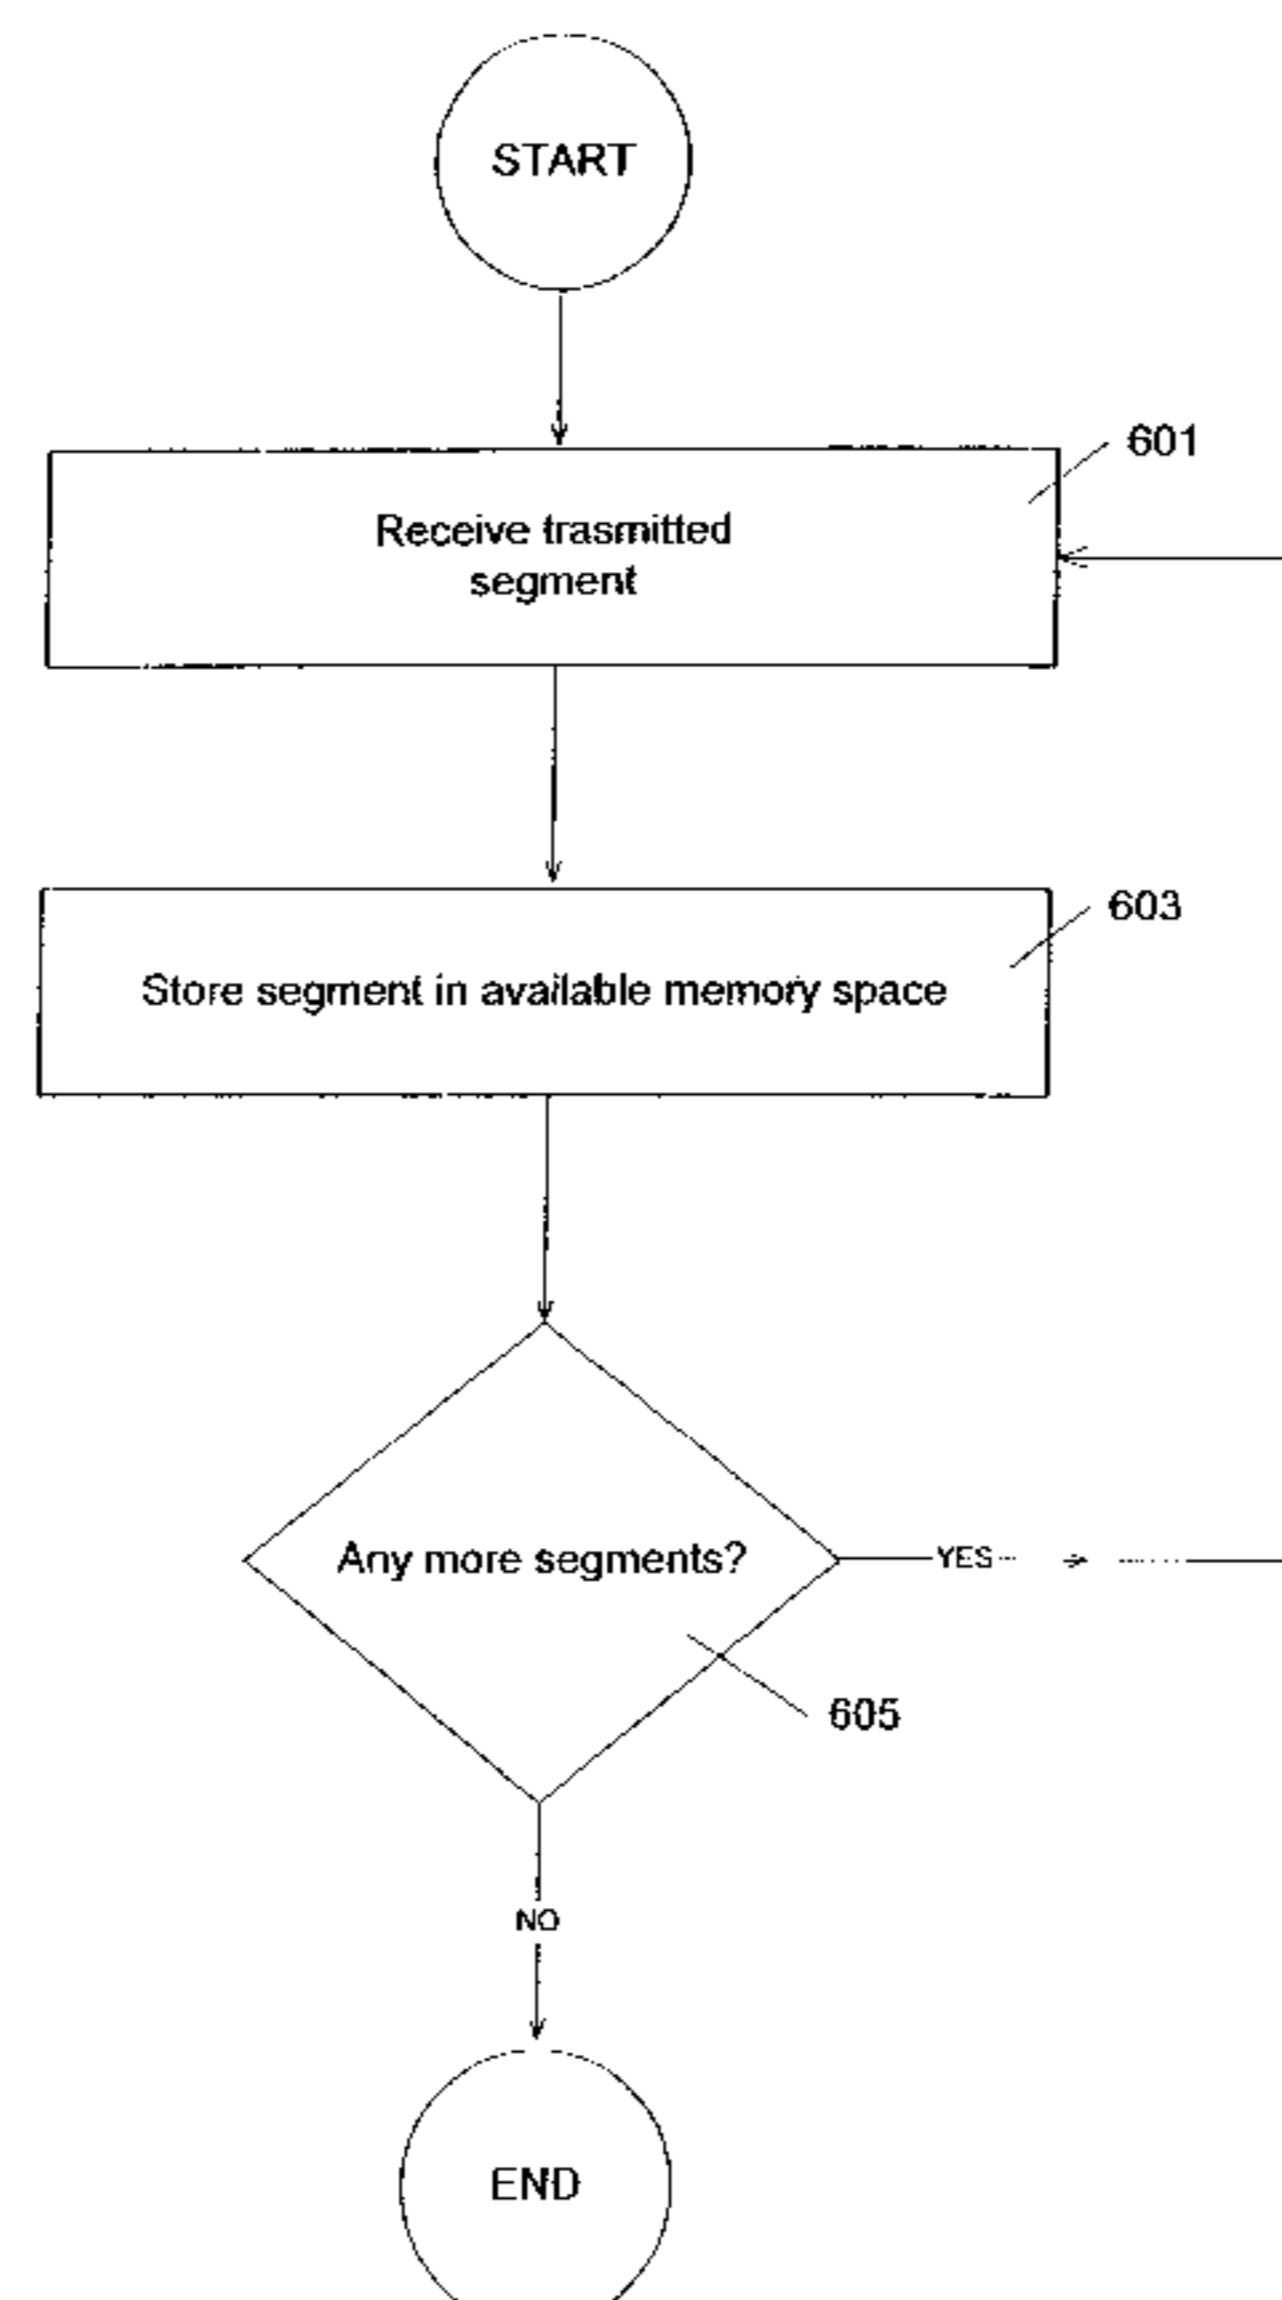 START
601
Receive trasmitted
segment
603
Store segment in available memory space
Any more segments?
YES
605
NO
END